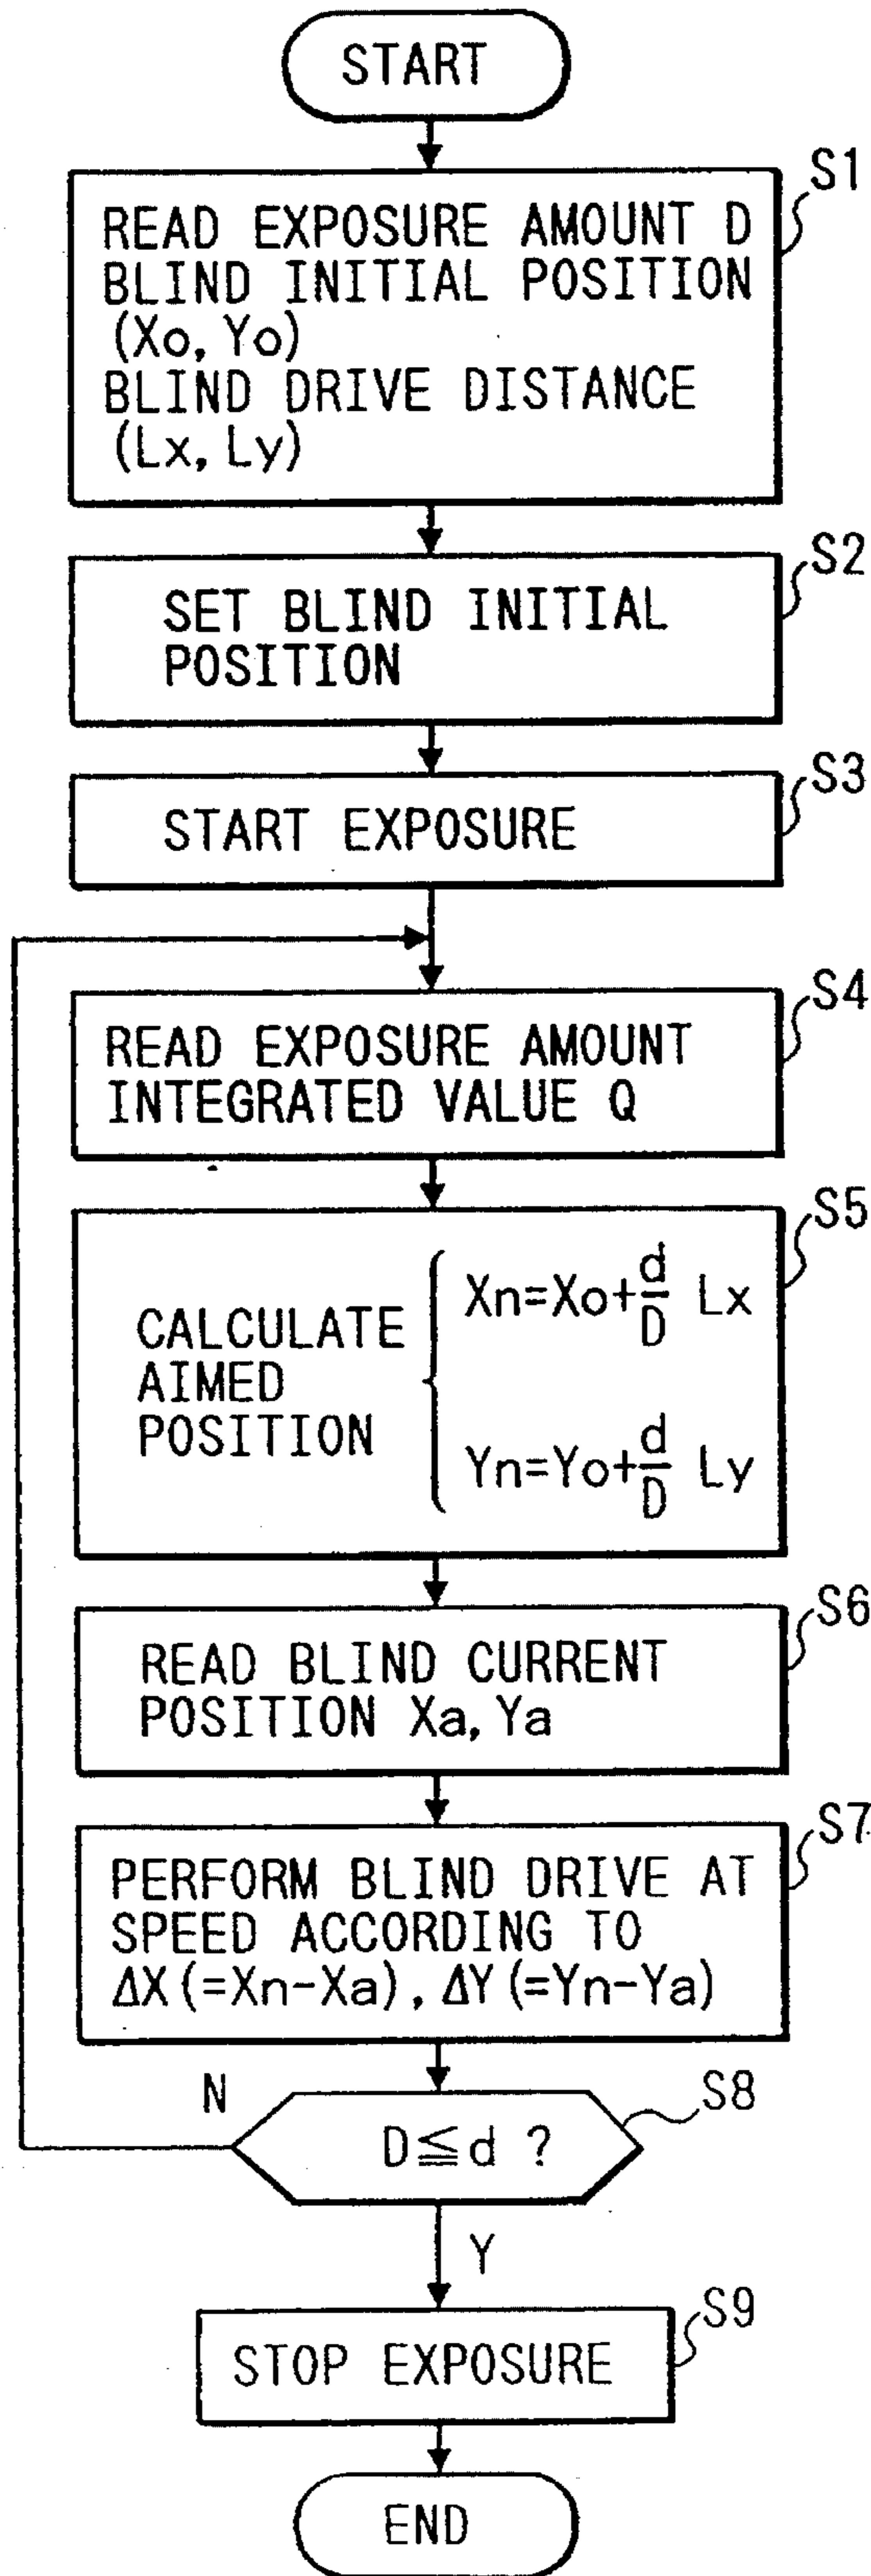 START
S1
READ EXPOSURE AMOUNT D
BLIND INITIAL POSITION
(Xo, Yo)
BLIND DRIVE DISTANCE
(Lx, Ly)
S2
SET BLIND INITIAL
POSITION
S3
START EXPOSURE
S4
READ EXPOSURE AMOUNT
INTEGRATED VALUE Q
S5
CALCULATE
AIMED
POSITION
Xn=Xo+d/D Lx
Yn=Yo+d/D Ly
S6
READ BLIND CURRENT
POSITION Xa, Ya
S7
PERFORM BLIND DRIVE AT
SPEED ACCORDING TO
ΔX(=Xn-Xa), ΔY(=Yn-Ya)
N
S8
D≦d ?
Y
S9
STOP EXPOSURE
END